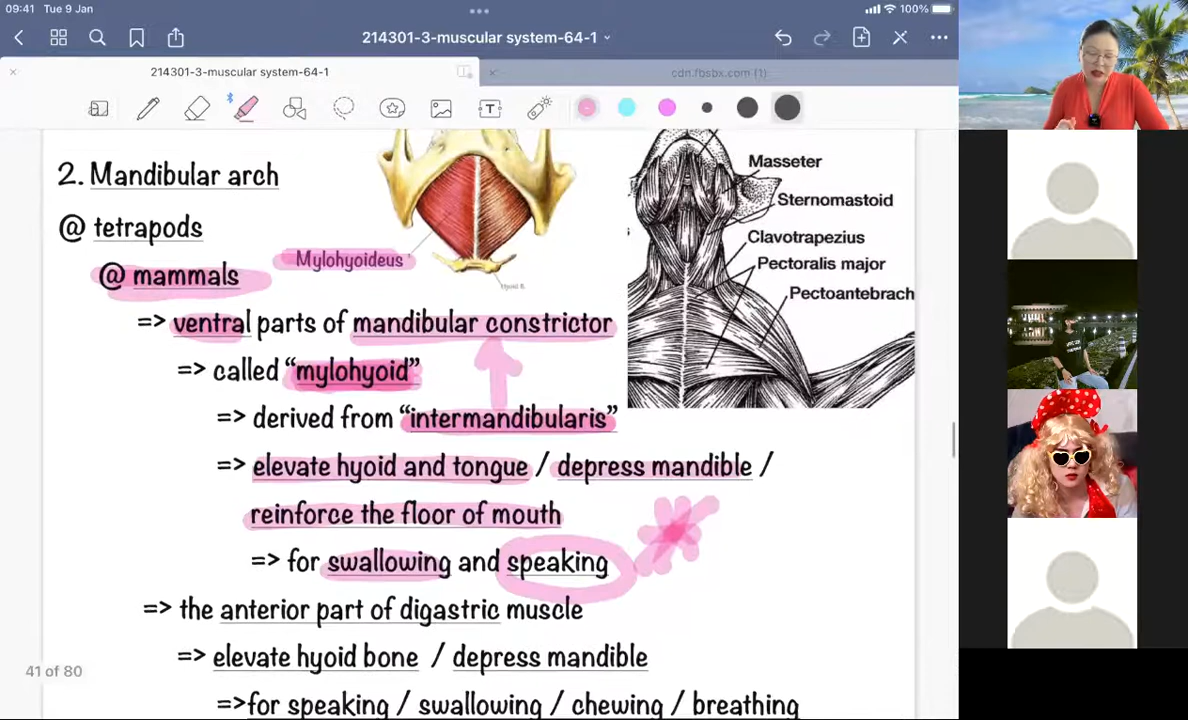 09:41 Tue 9 Jan
100%
214301-3-muscular system-64-1
214301-3-muscular system-64-1
cdn.fbsbx.com (1)
2. Mandibular arch
@ tetrapods
@ mammals
Mylohyoideus
Hyoid B.
Masseter
Sternomastoid
Clavotrapezius
Pectoralis major
Pectoantebrach
=> ventral parts of mandibular constrictor
=> called “mylohyoid”
=> derived from “intermandibularis”
=> elevate hyoid and tongue / depress mandible /
reinforce the floor of mouth
=> for swallowing and speaking
=> the anterior part of digastric muscle
=> elevate hyoid bone / depress mandible
=>for speaking / swallowing / chewing / breathing
41 of 80